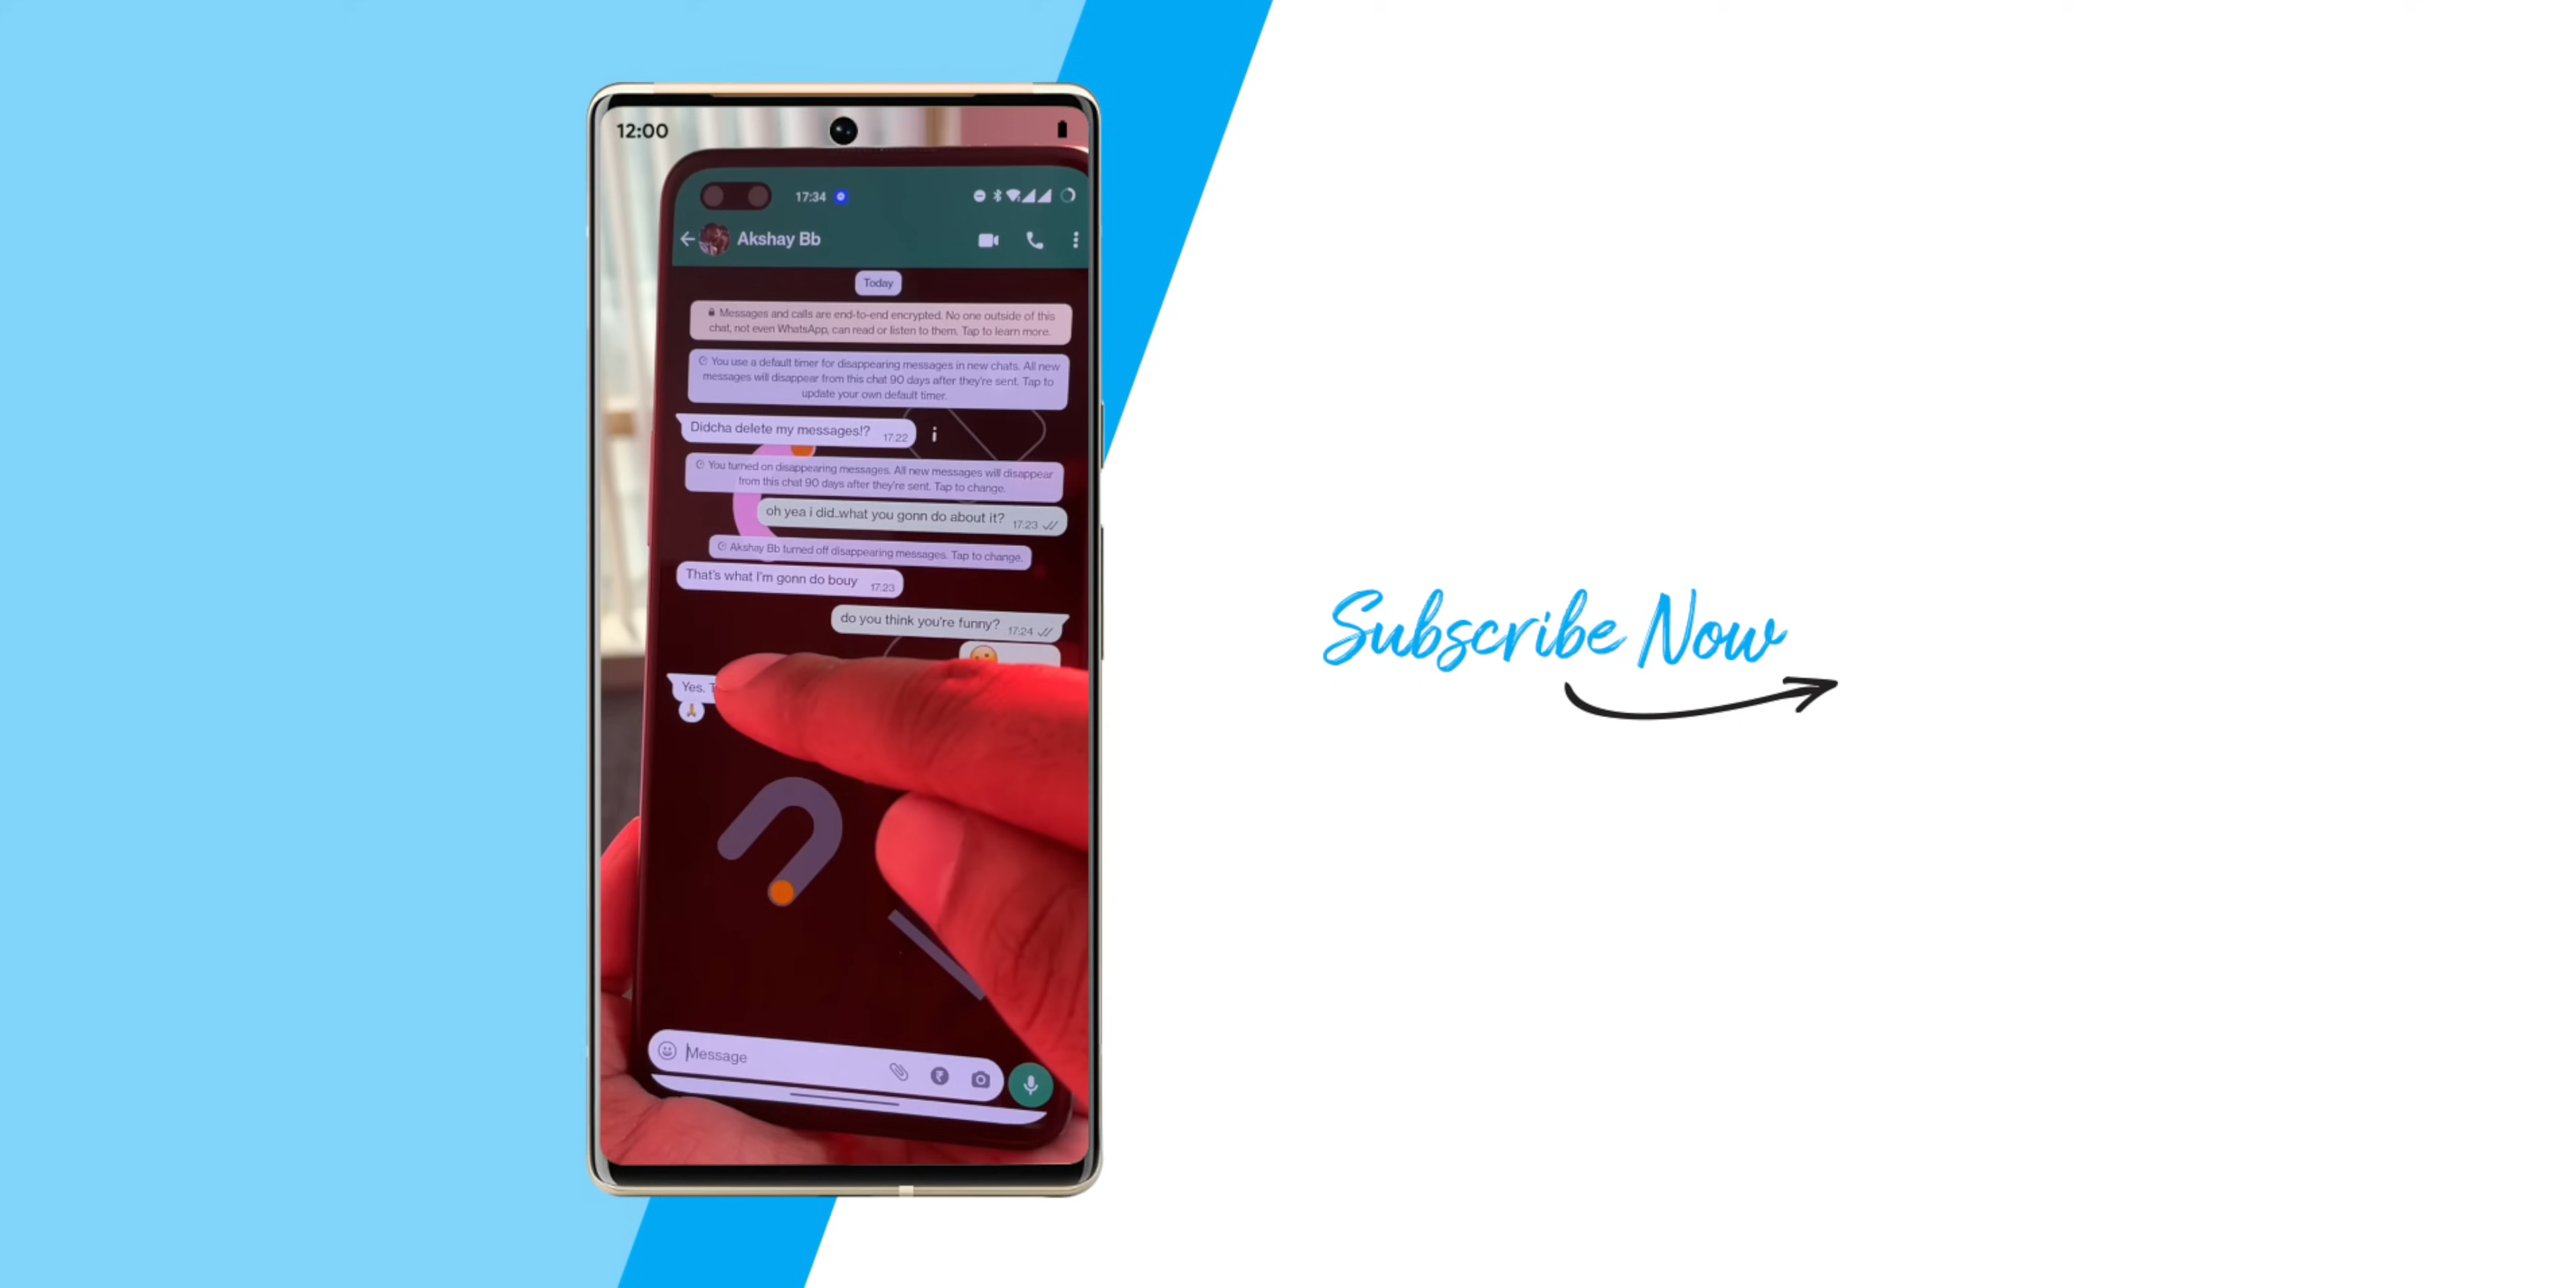 12:00
17:34
Akshay Bb
Today
Messages and calls are end-to-end encrypted. No one outside of this
chat, not even WhatsApp, can read or listen to them. Tap to learn more.
You use a default timer for disappearing messages in new chats. All new
messages will disappear from this chat 90 days after they're sent. Tap to
update your own default timer.
Didcha delete my messages!? 17:22
You turned on disappearing messages. All new messages will disappear
from this chat 90 days after they're sent. Tap to change.
oh yea i did..what you gonn do about it? 17:23
Akshay Bb turned off disappearing messages. Tap to change.
That's what I'm gonn do bouy 17:23
do you think you're funny? 17:24
Yes.
Message
Subscribe Now